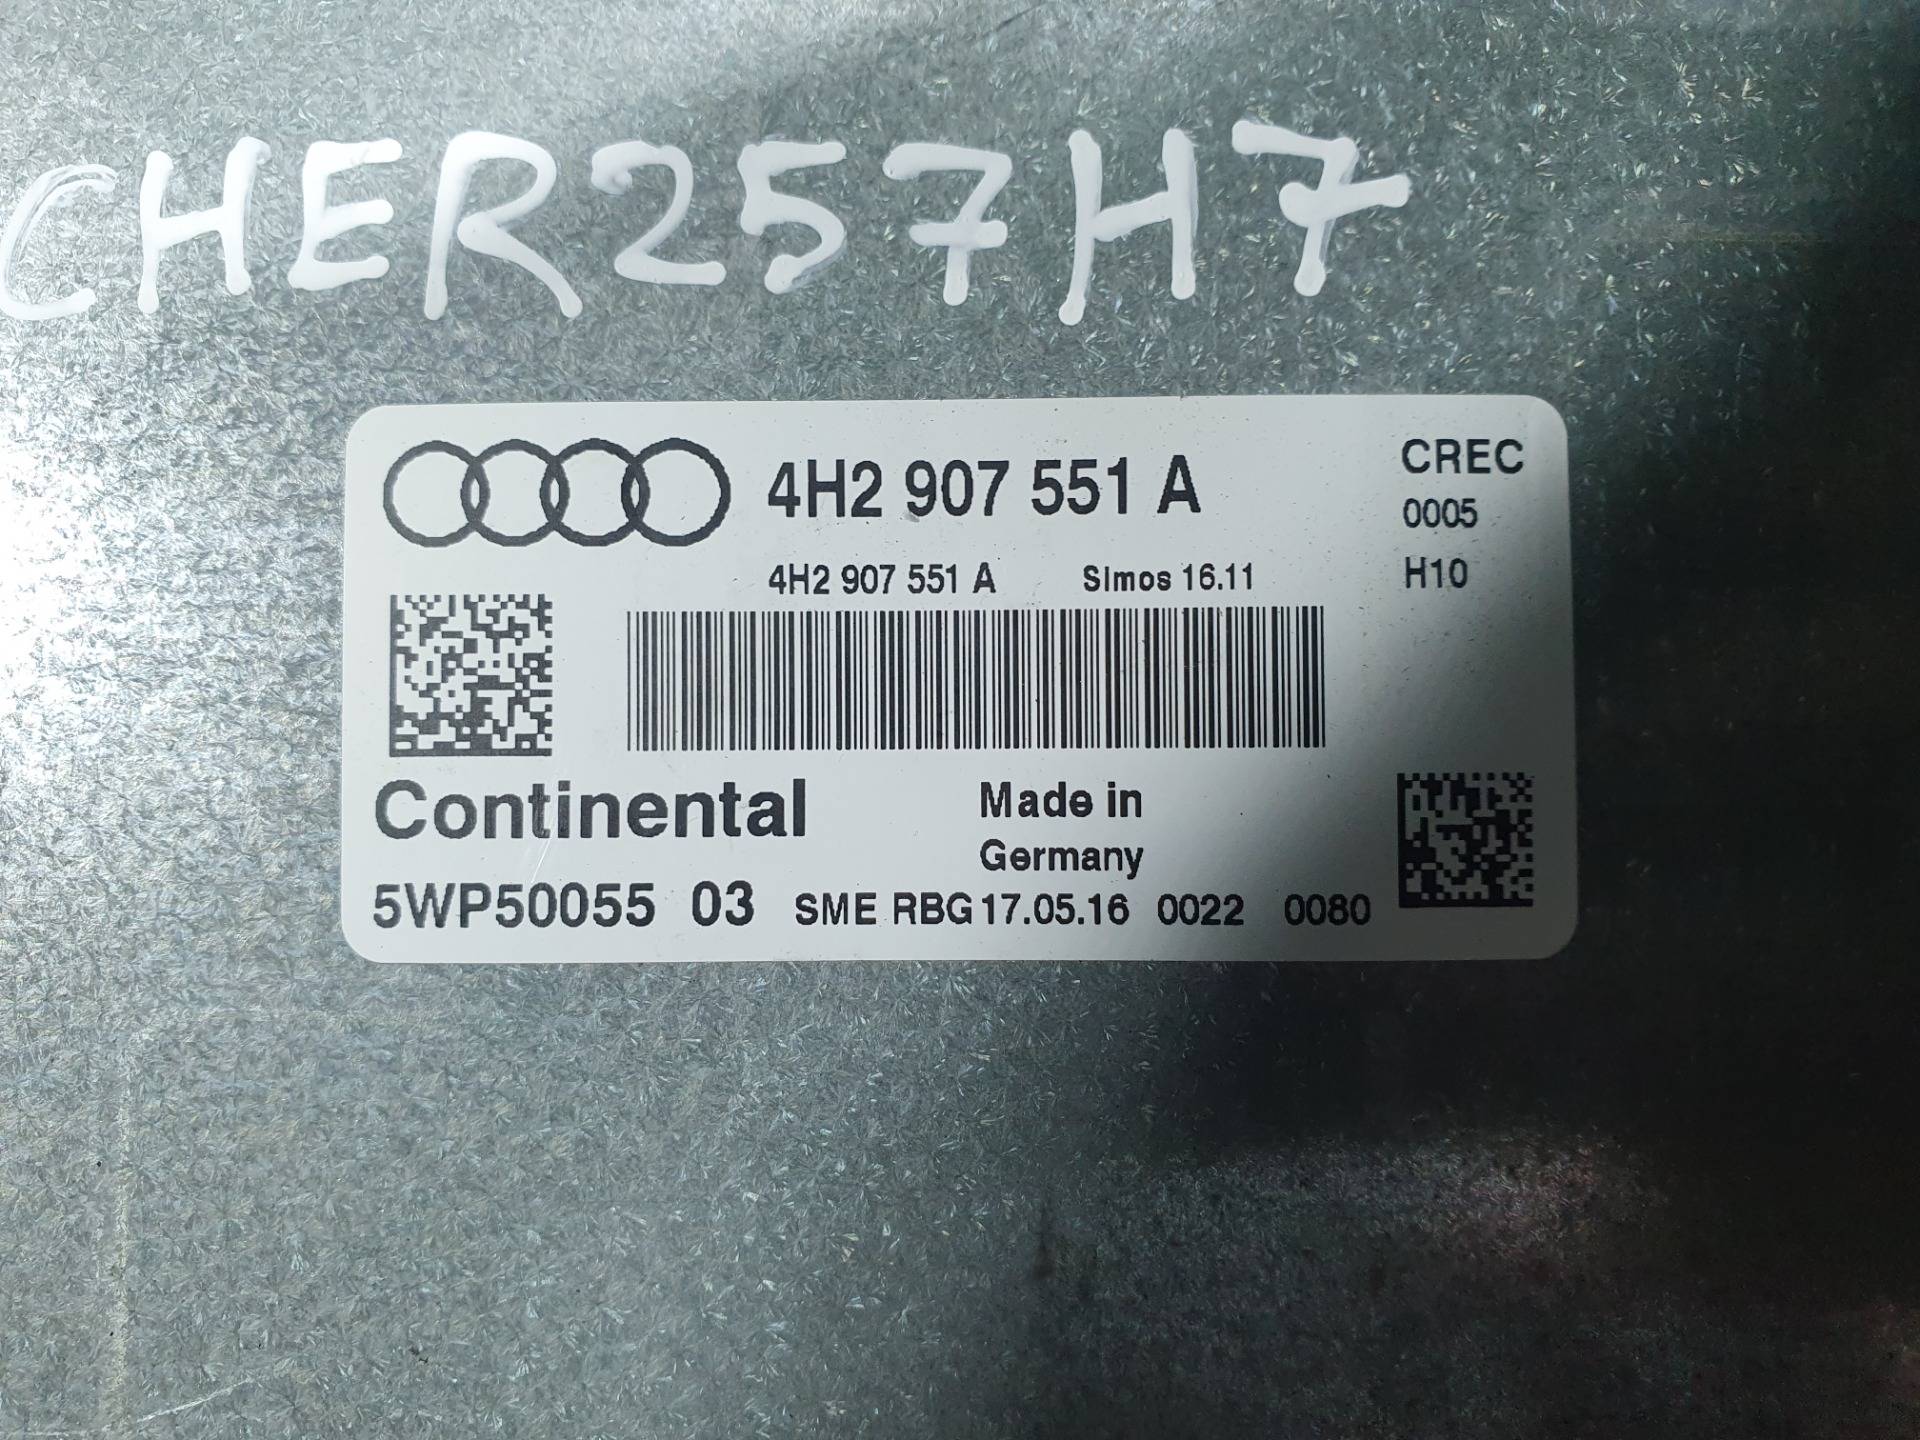 CHER257H7
4H2 907 551 A
CREC
0005
4H2 907 551 A Simos 16.11
H10
Continental
Made in
Germany
5WP50055 03 SME RBG 17.05.16 0022 0080